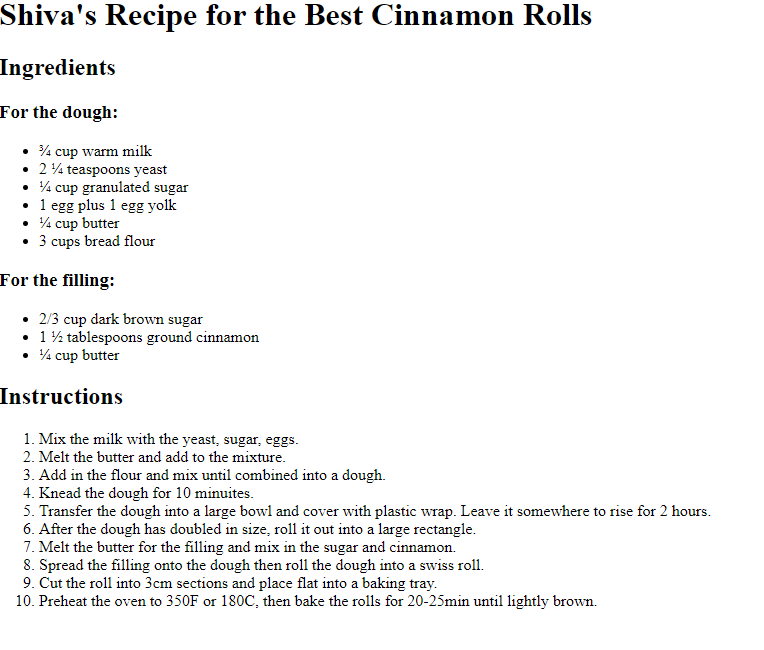 Shiva's Recipe for the Best Cinnamon Rolls
Ingredients
For the dough:
• ¾ cup warm milk
• 2 ¼ teaspoons yeast
• ¼ cup granulated sugar
• 1 egg plus 1 egg yolk
• ¼ cup butter
• 3 cups bread flour
For the filling:
• 2/3 cup dark brown sugar
• 1 ½ tablespoons ground cinnamon
• ¼ cup butter
Instructions
1. Mix the milk with the yeast, sugar, eggs.
2. Melt the butter and add to the mixture.
3. Add in the flour and mix until combined into a dough.
4. Knead the dough for 10 minuites.
5. Transfer the dough into a large bowl and cover with plastic wrap. Leave it somewhere to rise for 2 hours.
6. After the dough has doubled in size, roll it out into a large rectangle.
7. Melt the butter for the filling and mix in the sugar and cinnamon.
8. Spread the filling onto the dough then roll the dough into a swiss roll.
9. Cut the roll into 3cm sections and place flat into a baking tray.
10. Preheat the oven to 350F or 180C, then bake the rolls for 20-25min until lightly brown.